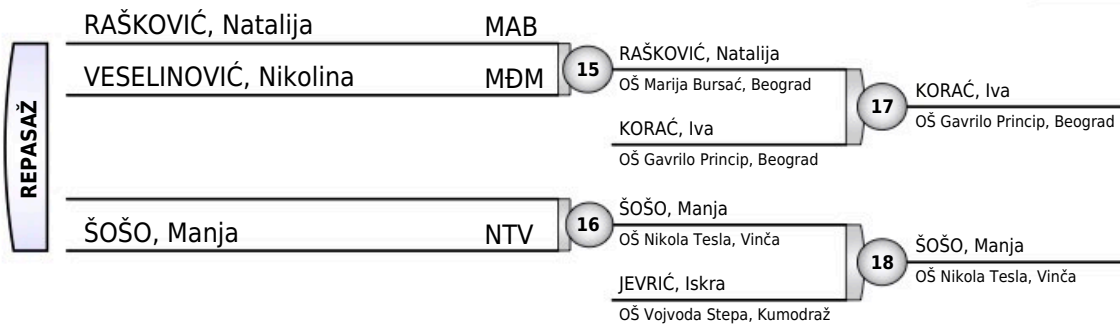 REPASAŽ
RAŠKOVIĆ, Natalija MAB
VESELINOVIĆ, Nikolina MĐM
15
RAŠKOVIĆ, Natalija
OŠ Marija Bursać, Beograd
KORAĆ, Iva
OŠ Gavrilo Princip, Beograd
17
KORAĆ, Iva
OŠ Gavrilo Princip, Beograd
ŠOŠO, Manja NTV
16
ŠOŠO, Manja
OŠ Nikola Tesla, Vinča
JEVRIĆ, Iskra
OŠ Vojvoda Stepa, Kumodraž
18
ŠOŠO, Manja
OŠ Nikola Tesla, Vinča